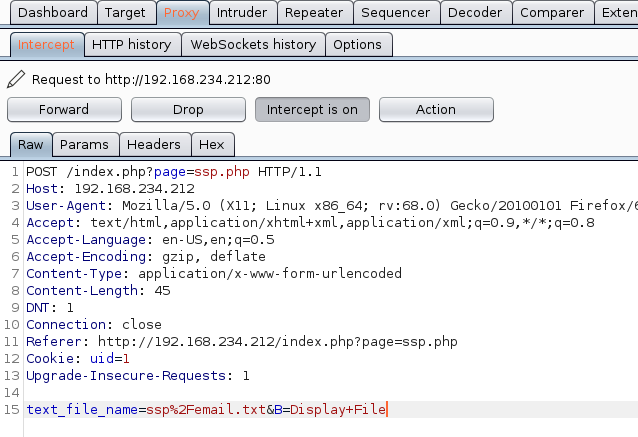 Dashboard Target Proxy Intruder Repeater Sequencer Decoder Comparer Exten
Intercept HTTP history WebSockets history Options
Request to http://192.168.234.212:80
Forward Drop Intercept is on Action
Raw Params Headers Hex
1 POST /index.php?page=ssp.php HTTP/1.1
2 Host: 192.168.234.212
3 User-Agent: Mozilla/5.0 (X11; Linux x86_64; rv:68.0) Gecko/20100101 Firefox/6
4 Accept: text/html,application/xhtml+xml,application/xml;q=0.9,*/*;q=0.8
5 Accept-Language: en-US,en;q=0.5
6 Accept-Encoding: gzip, deflate
7 Content-Type: application/x-www-form-urlencoded
8 Content-Length: 45
9 DNT: 1
10 Connection: close
11 Referer: http://192.168.234.212/index.php?page=ssp.php
12 Cookie: uid=1
13 Upgrade-Insecure-Requests: 1
14
15 text_file_name=ssp%2Femail.txt&B=Display+File